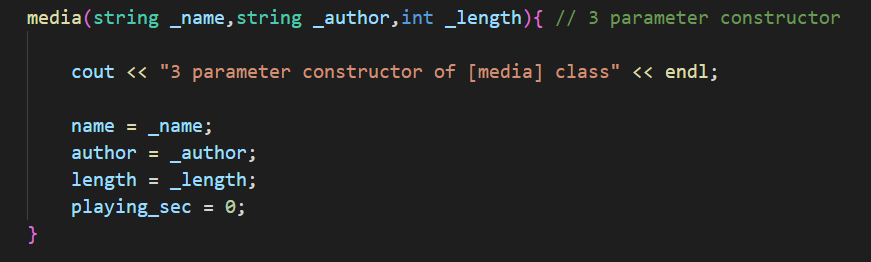 media(string _name,string _author,int _length){ // 3 parameter constructor
cout << "3 parameter constructor of [media] class" << endl;
name = _name;
author = _author;
length = _length;
playing_sec = 0;
}